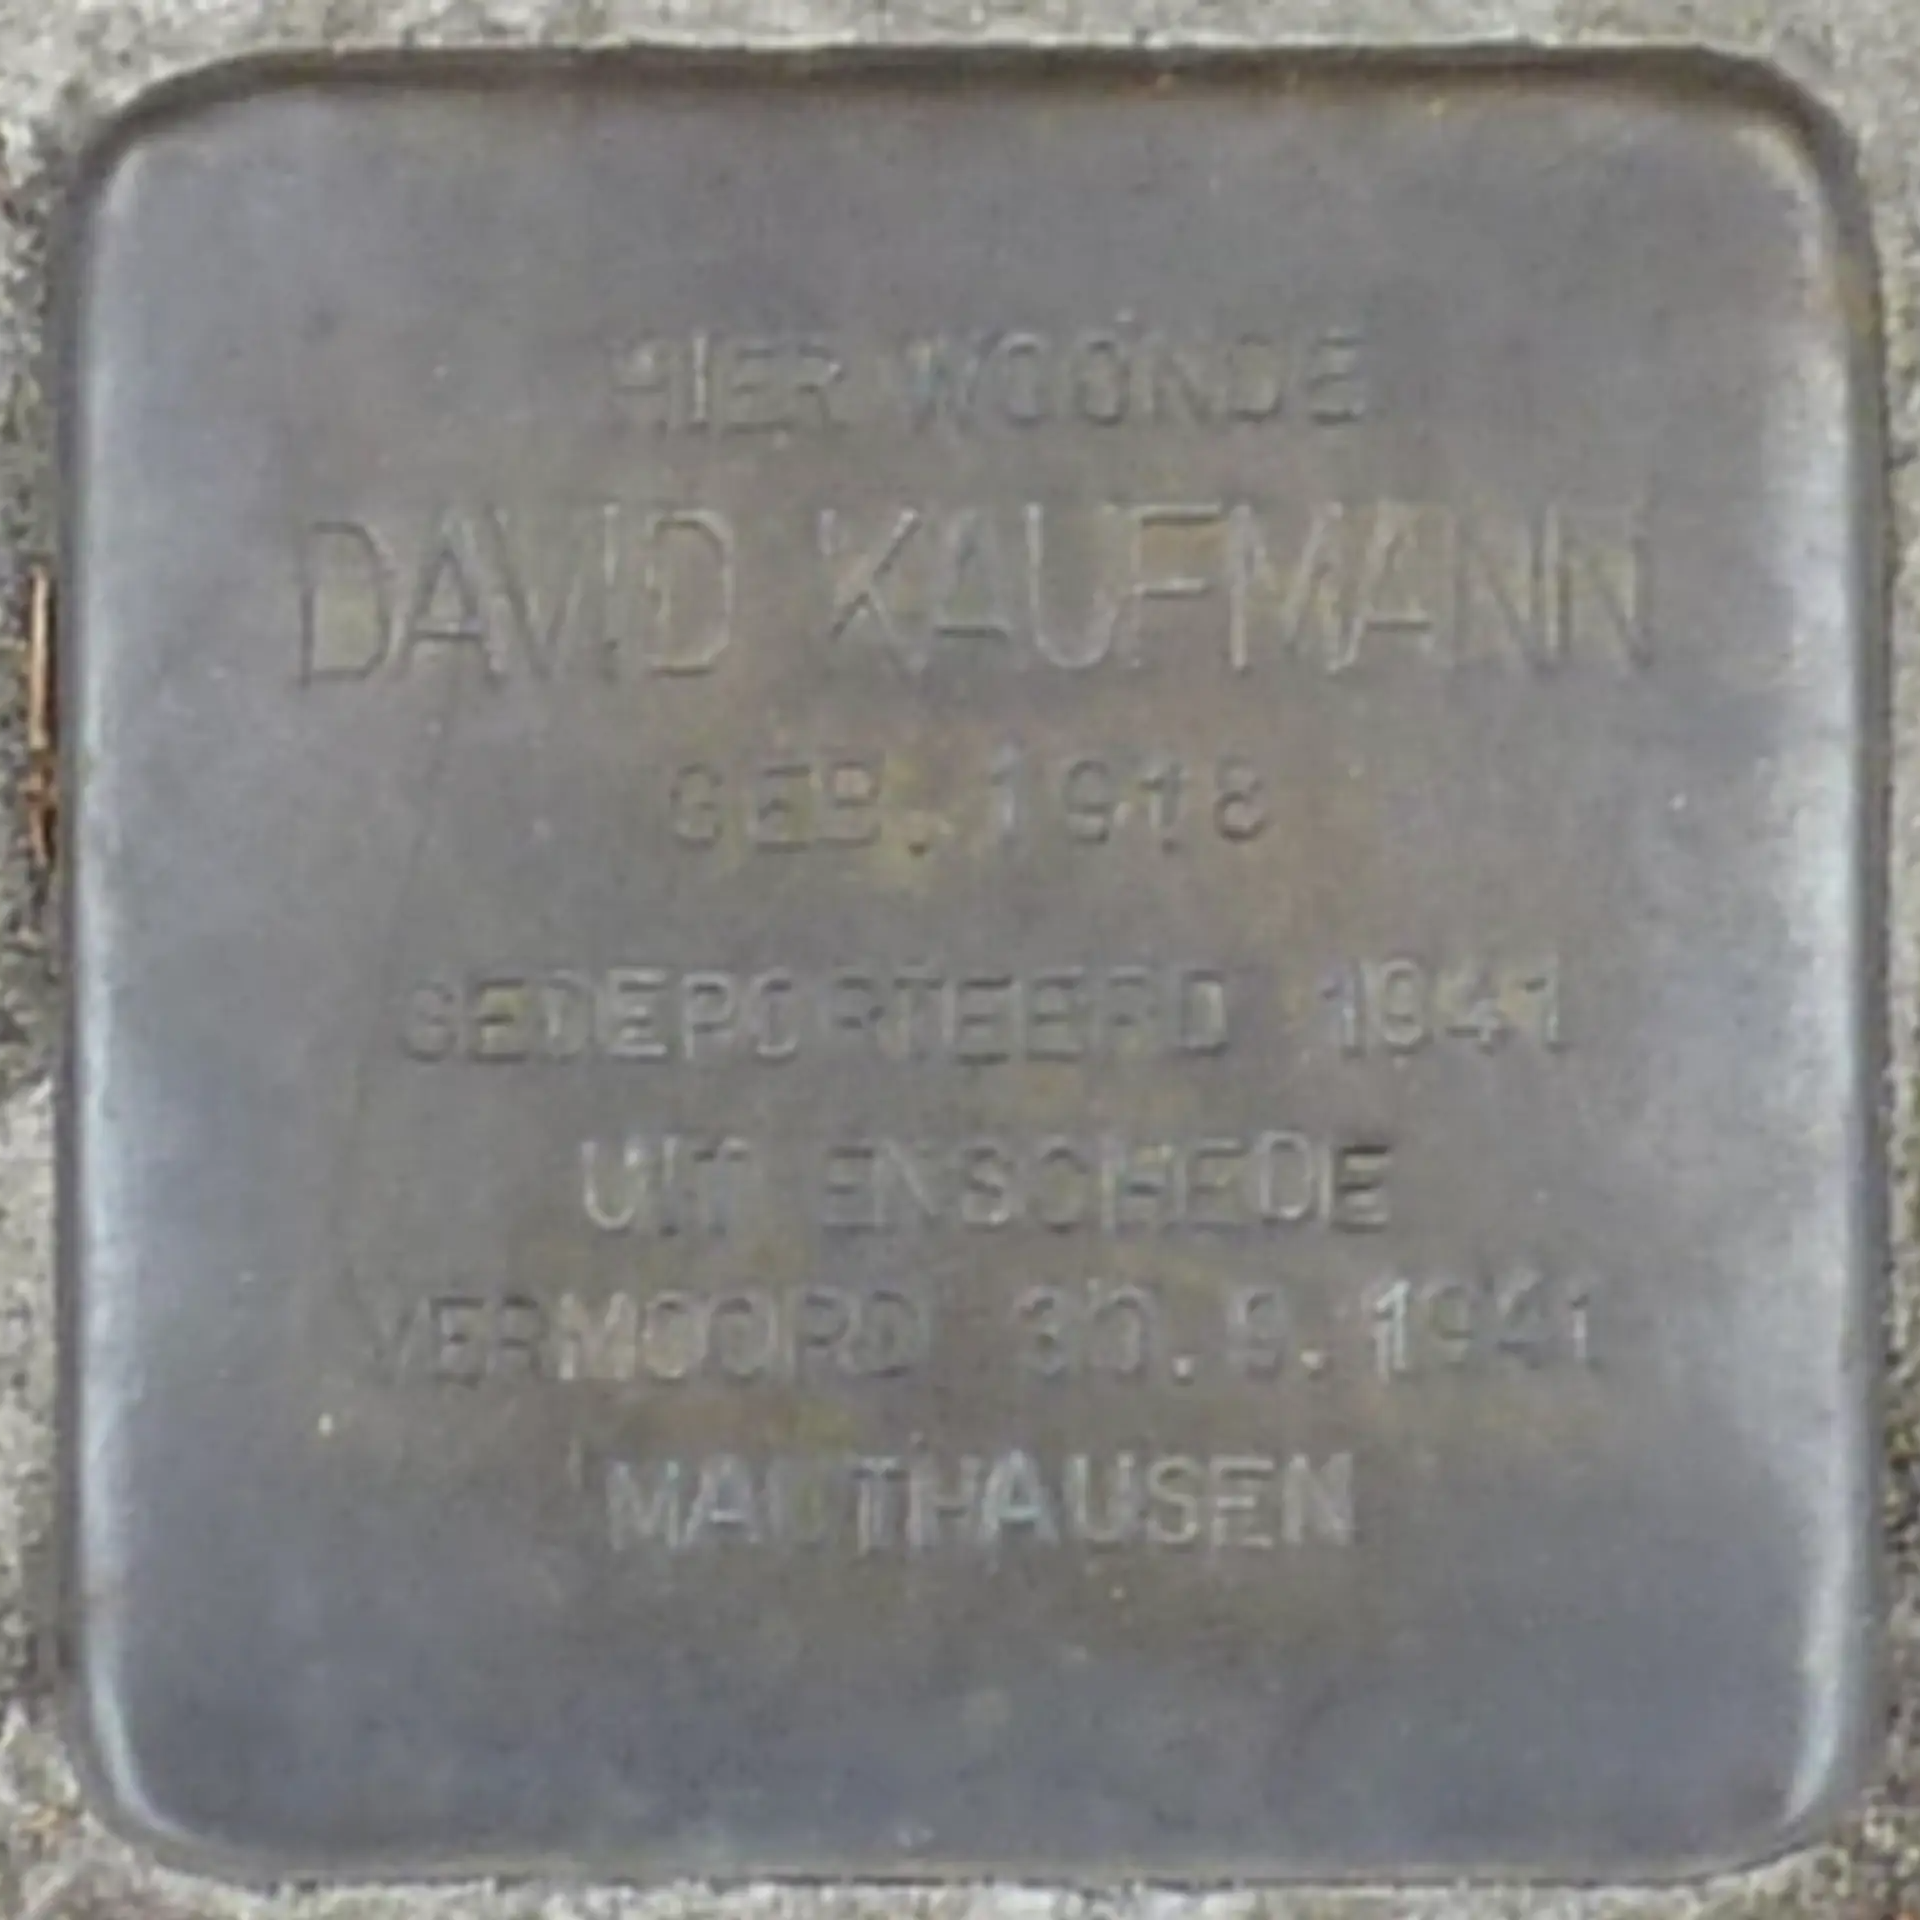 HIER WOONDE
DAVID KAUFMANN
GEB. 1918
GEDEPORTEERD 1941
UIT ENSCHEDE
VERMOORD 30.9.1941
MAUTHAUSEN